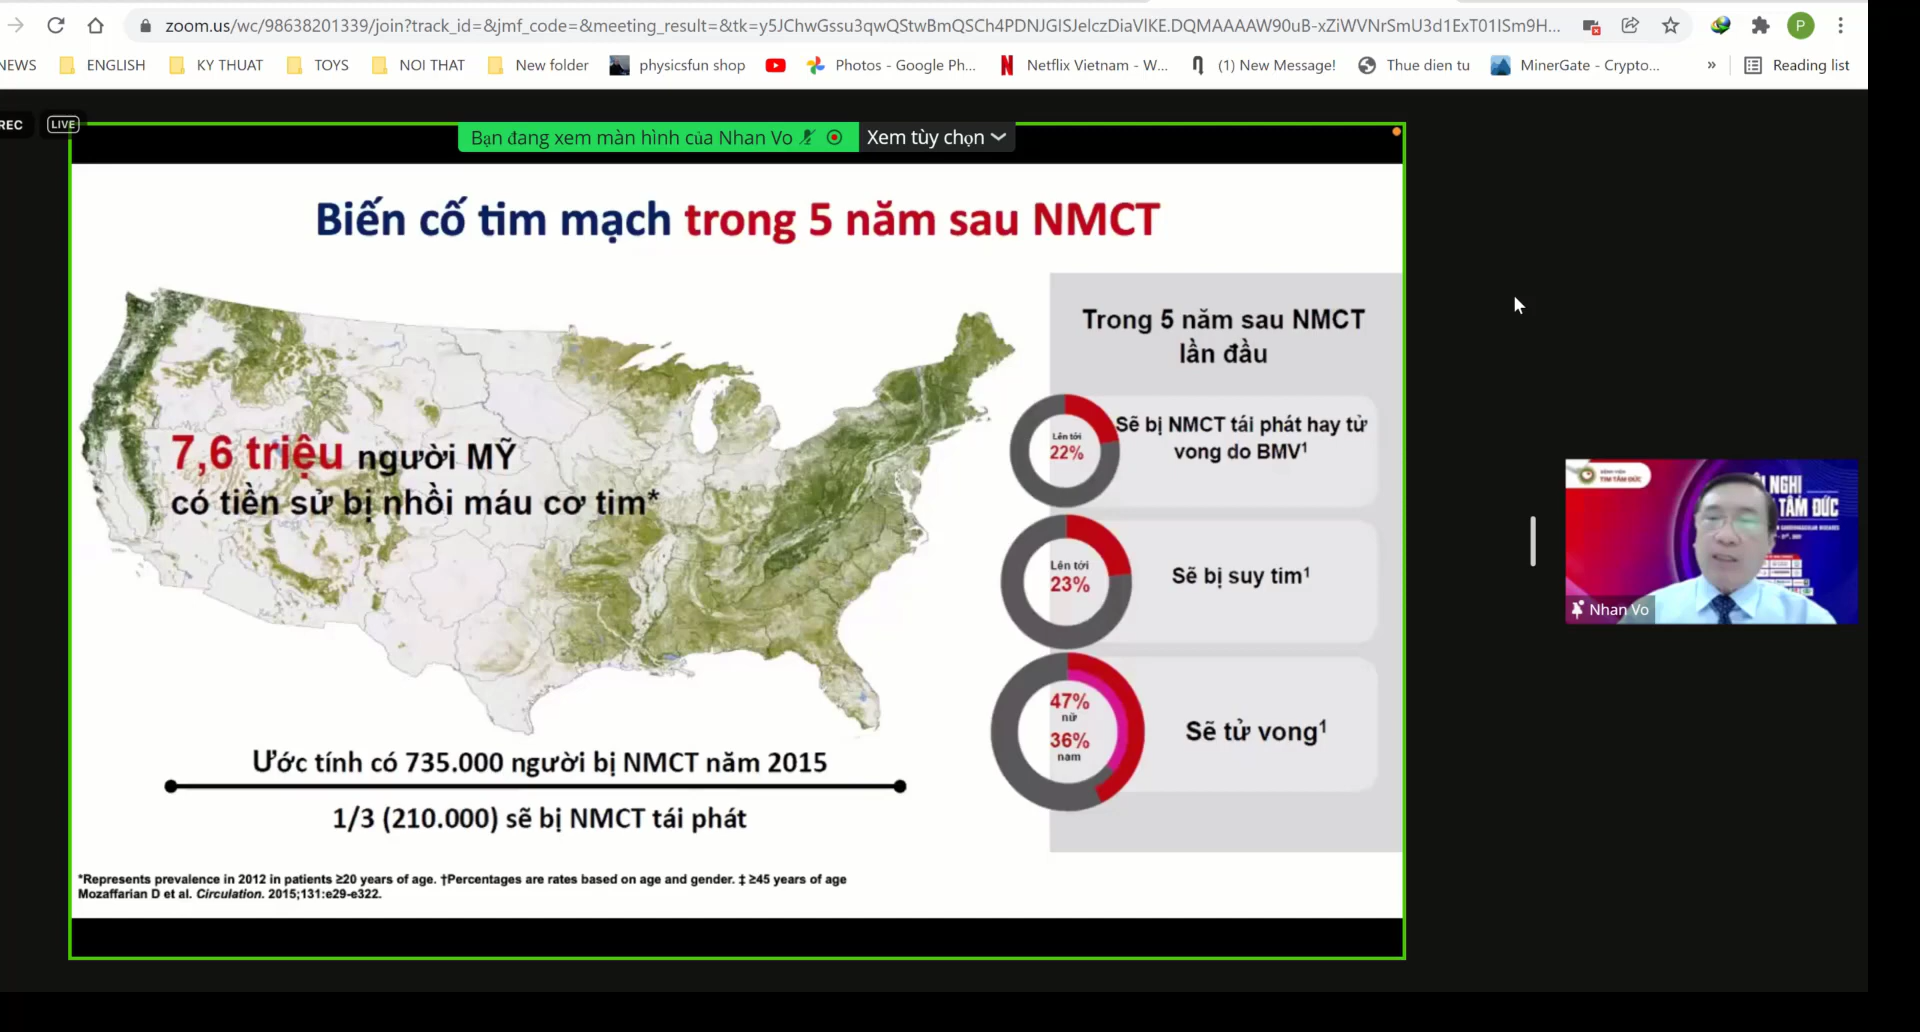 zoom.us/wc/98638201339/join?track_id=&jmf_code=&meeting_result=&tk=y5JChwGssu3qwQStwBmQSCh4PDNJGISJelczDiaVIKE.DQMAAAAW90uB-xZiWVNrSmU3d1ExT01ISm9H...
P
NEWS ENGLISH KY THUAT TOYS NOI THAT New folder physicsfun shop Photos - Google Ph... Netflix Vietnam - W... (1) New Message! Thue dien tu MinerGate - Crypto... » Reading list
REC LIVE
Bạn đang xem màn hình của Nhan Vo Xem tùy chọn
Biến cố tim mạch trong 5 năm sau NMCT
7,6 triệu người MỸ
có tiền sử bị nhồi máu cơ tim*
Ước tính có 735.000 người bị NMCT năm 2015
1/3 (210.000) sẽ bị NMCT tái phát
Trong 5 năm sau NMCT
lần đầu
Lên tới
22%
Sẽ bị NMCT tái phát hay tử
vong do BMV¹
Lên tới
23%
Sẽ bị suy tim¹
47%
nữ
36%
nam
Sẽ tử vong¹
*Represents prevalence in 2012 in patients ≥20 years of age. †Percentages are rates based on age and gender. ‡ ≥45 years of age
Mozaffarian D et al. Circulation. 2015;131:e29-e322.
BỆNH VIỆN
TIM TÂM ĐỨC
NGHỊ
TÂM ĐỨC
Nhan Vo